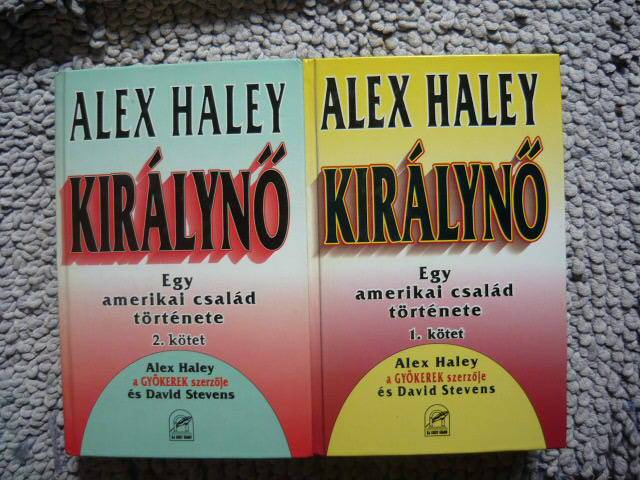 ALEX HALEY
KIRÁLYNŐ
Egy
amerikai család
története
2. kötet
Alex Haley
a GYÖKEREK szerzője
és David Stevens
ALEX HALEY
KIRÁLYNŐ
Egy
amerikai család
története
1. kötet
Alex Haley
a GYÖKEREK szerzője
és David Stevens